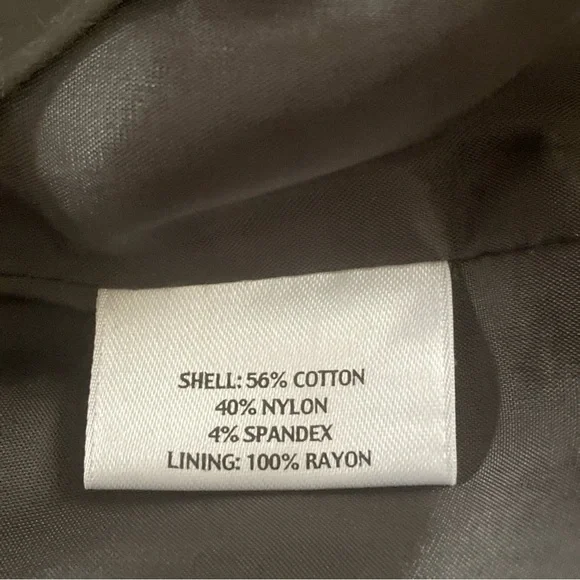 SHELL: 56% COTTON
40% NYLON
4% SPANDEX
LINING: 100% RAYON